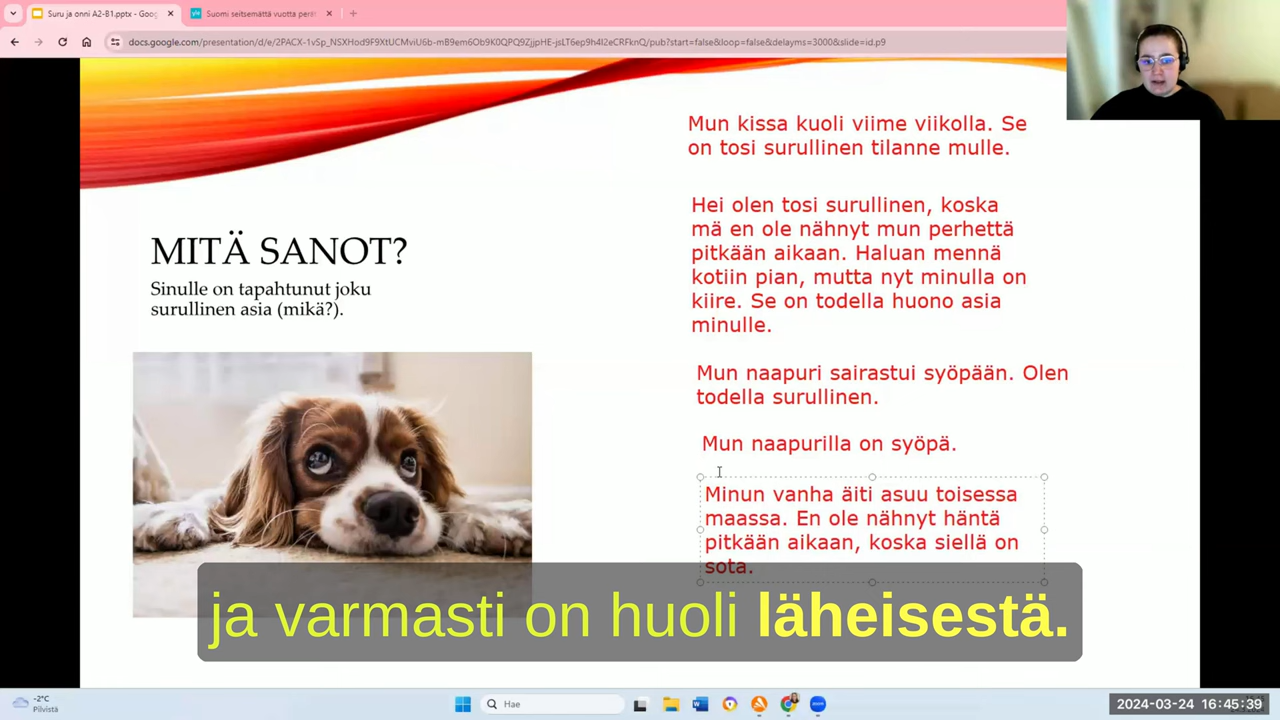 Suru ja onni A2-B1.pptx - Goog
Suomi seitsemättä vuotta perät
docs.google.com/presentation/d/e/2PACX-1vSp_NSXHod9F9XtUCMviU6b-mB9em6Ob9K0QPQ9ZjjpHE-jsLT6ep9h4I2eCRFknQ/pub?start=false&loop=false&delayms=3000&slide=id.p9
MITÄ SANOT?
Sinulle on tapahtunut joku
surullinen asia (mikä?).
Mun kissa kuoli viime viikolla. Se
on tosi surullinen tilanne mulle.
Hei olen tosi surullinen, koska
mä en ole nähnyt mun perhettä
pitkään aikaan. Haluan mennä
kotiin pian, mutta nyt minulla on
kiire. Se on todella huono asia
minulle.
Mun naapuri sairastui syöpään. Olen
todella surullinen.
Mun naapurilla on syöpä.
Minun vanha äiti asuu toisessa
maassa. En ole nähnyt häntä
pitkään aikaan, koska siellä on
sota.
ja varmasti on huoli läheisestä.
-2°C
Pilvistä
Hae
2024-03-24 16:45:39